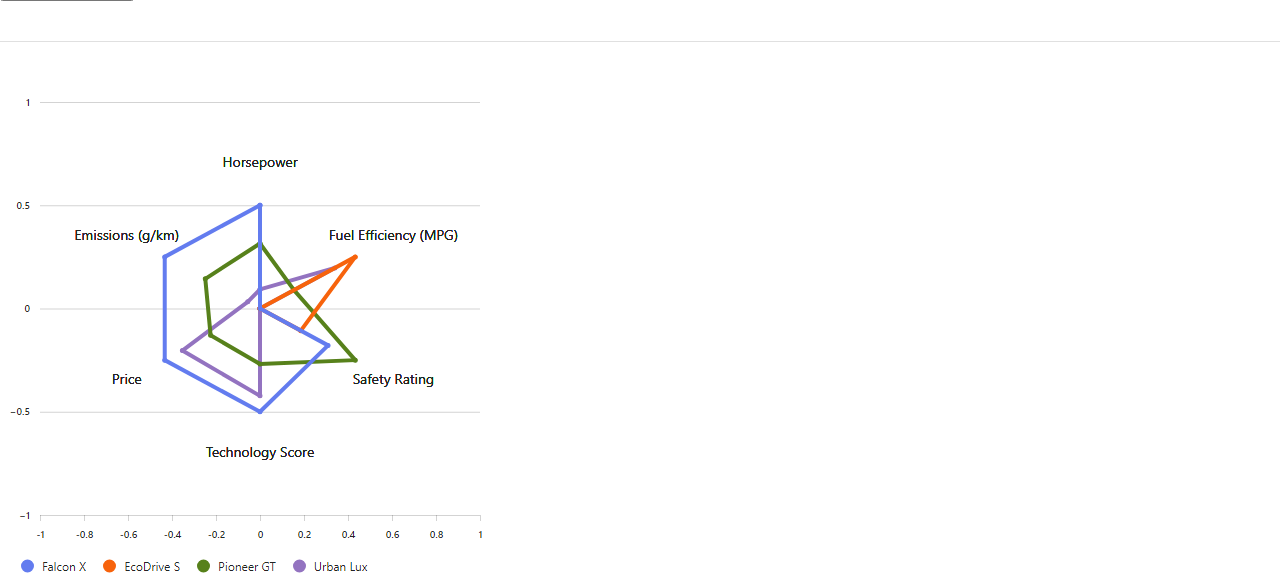 1
Horsepower
0.5
Emissions (g/km)
Fuel Efficiency (MPG)
0
Price
Safety Rating
−0.5
Technology Score
−1
-1 -0.8 -0.6 -0.4 -0.2 0 0.2 0.4 0.6 0.8 1
Falcon X EcoDrive S Pioneer GT Urban Lux